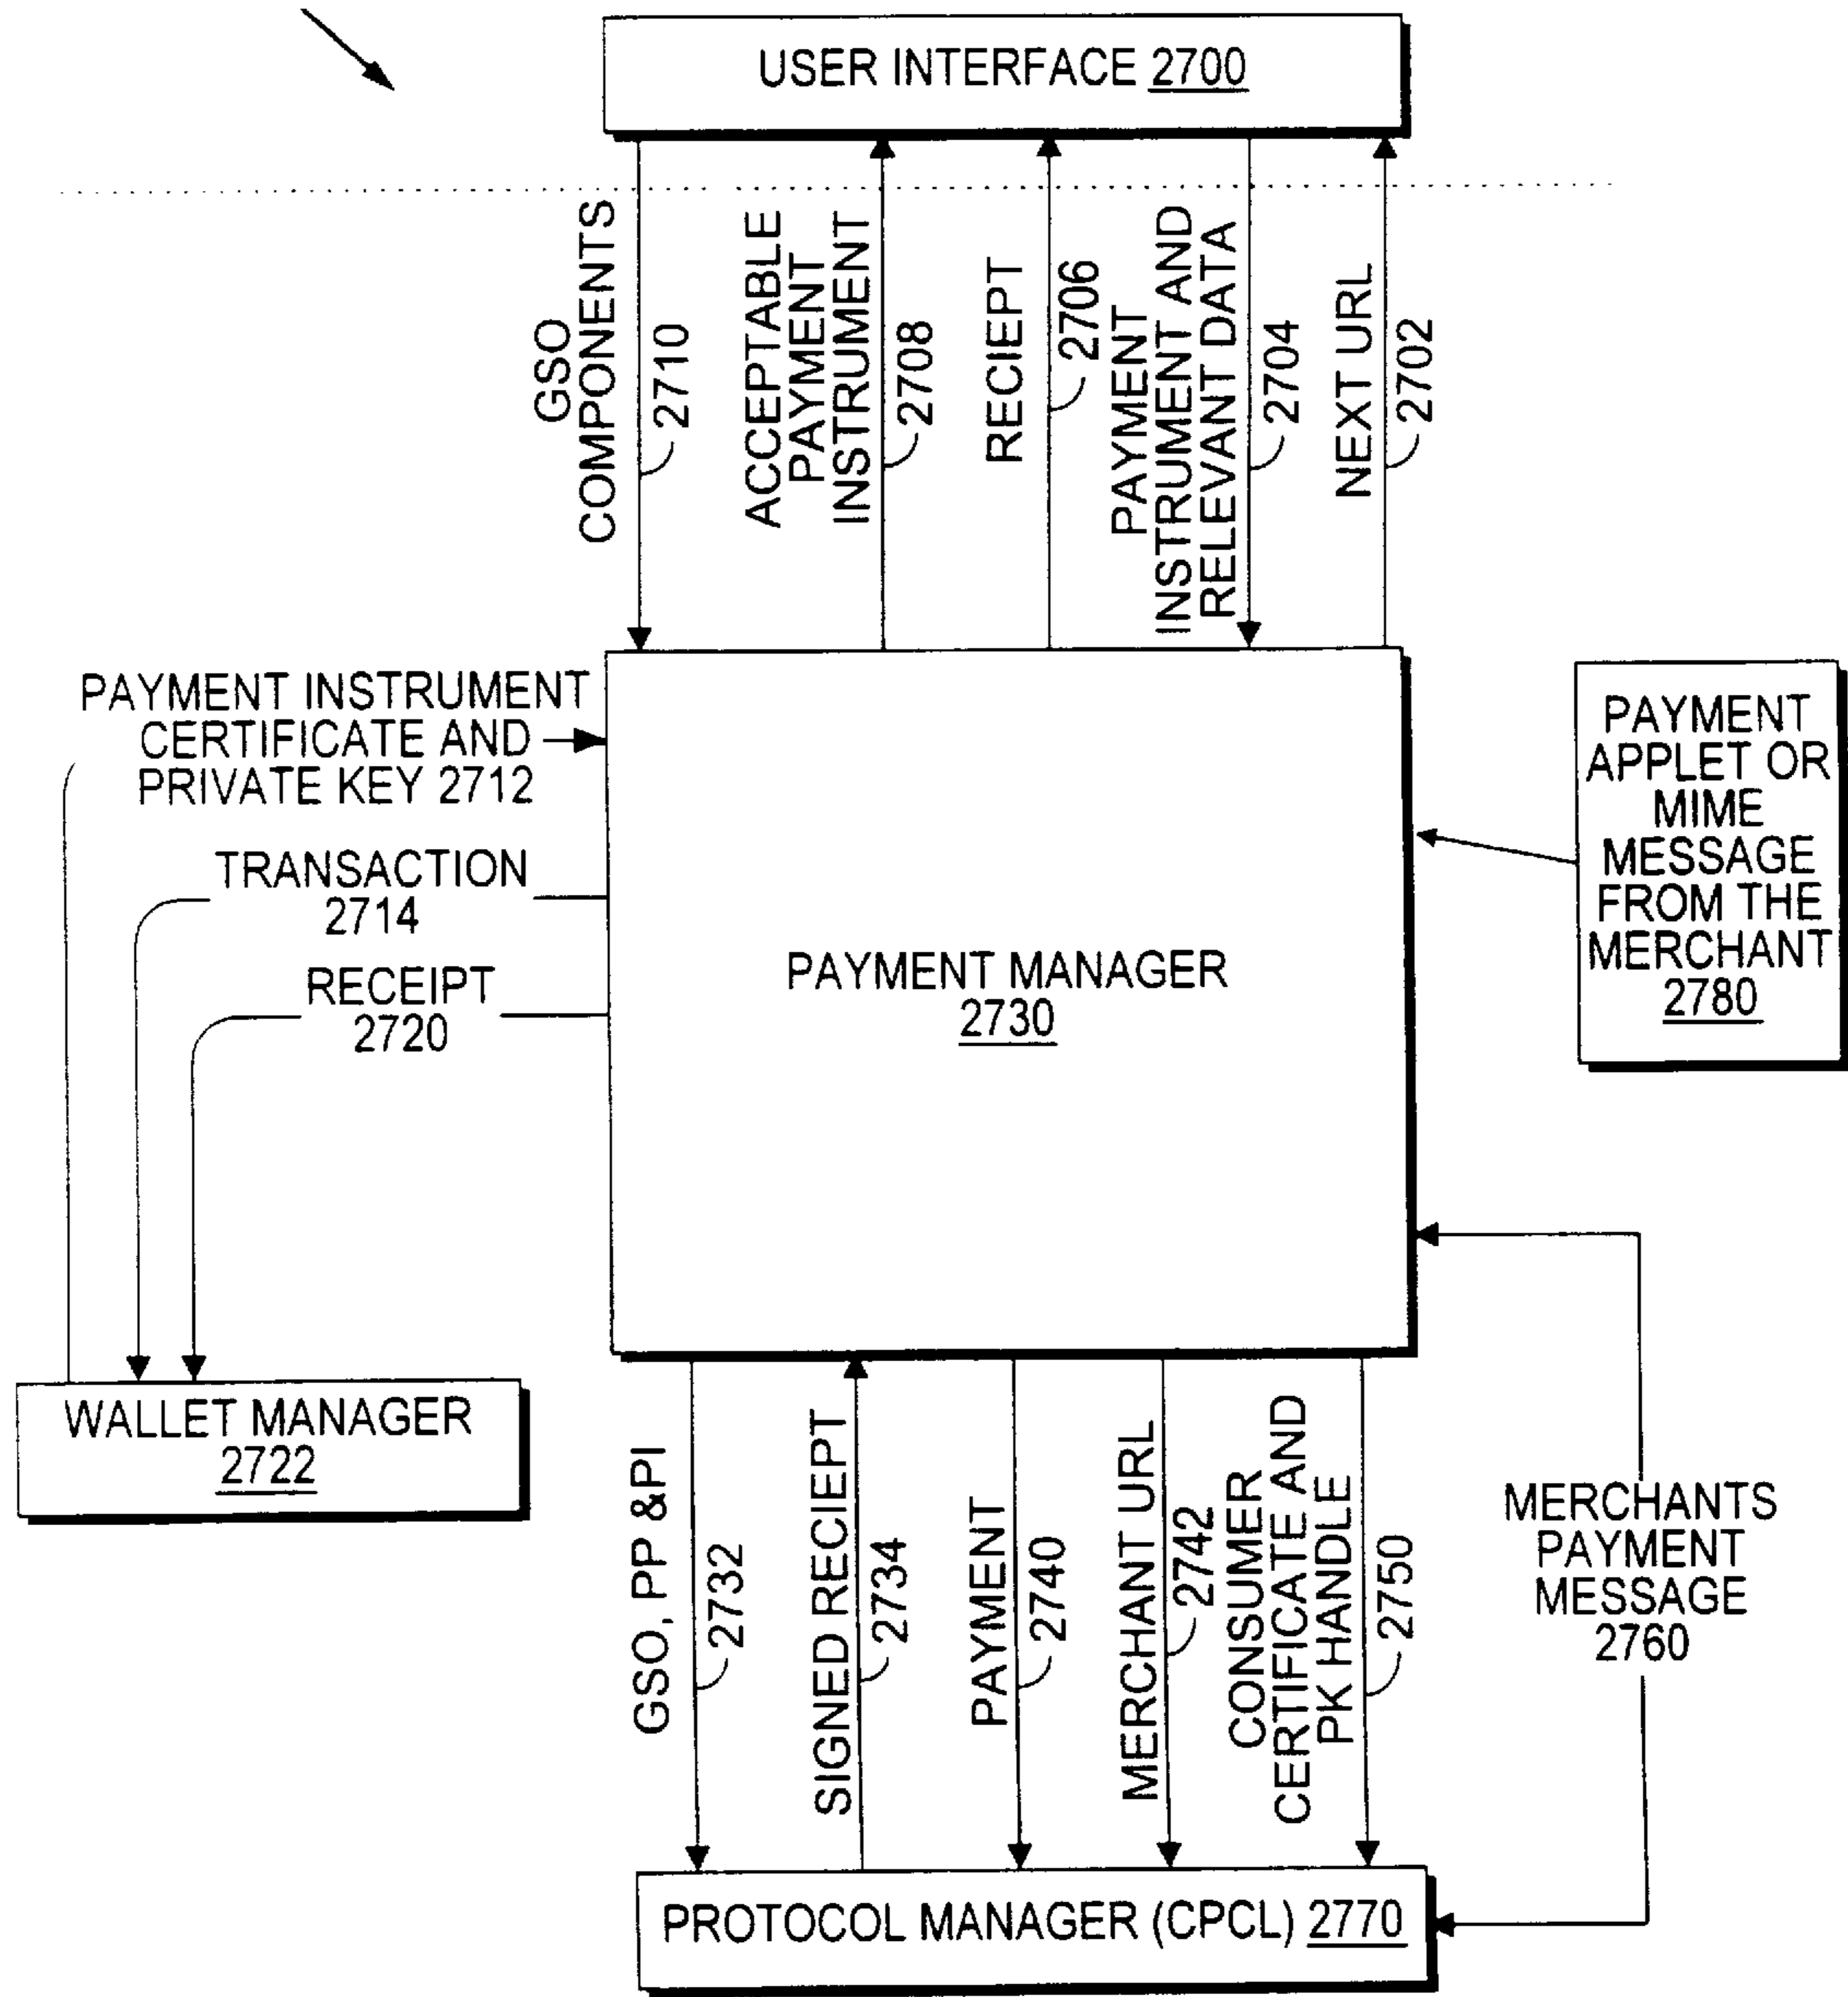 USER INTERFACE 2700
GSO
COMPONENTS
2710
ACCEPTABLE
PAYMENT
INSTRUMENT
2708
RECIEPT
2706
PAYMENT
INSTRUMENT AND
RELEVANT DATA
2704
NEXT URL
2702
PAYMENT INSTRUMENT
CERTIFICATE AND
PRIVATE KEY 2712
TRANSACTION
2714
RECEIPT
2720
PAYMENT MANAGER
2730
PAYMENT
APPLET OR
MIME
MESSAGE
FROM THE
MERCHANT
2780
WALLET MANAGER
2722
GSO, PP &PI
2732
SIGNED RECIEPT
2734
PAYMENT
2740
MERCHANT URL
2742
CONSUMER
CERTIFICATE AND
PK HANDLE
2750
MERCHANTS
PAYMENT
MESSAGE
2760
PROTOCOL MANAGER (CPCL) 2770